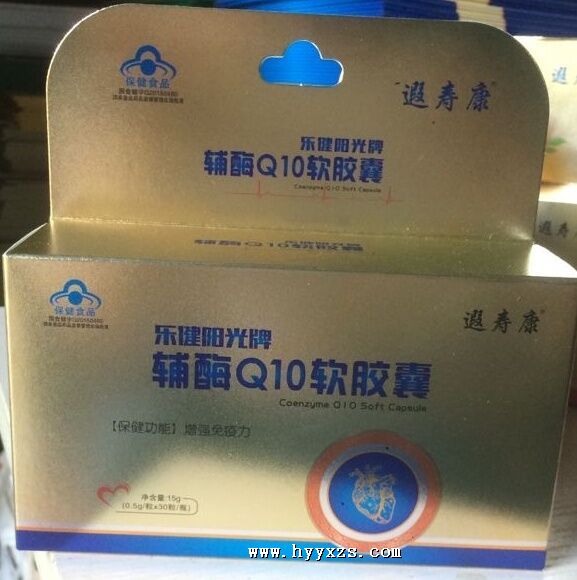 保健食品
遐寿康
乐健阳光牌
辅酶Q10软胶囊
Coenzyme Q10 Soft Capsule
保健食品
遐寿康
乐健阳光牌
辅酶Q10软胶囊
Coenzyme Q10 Soft Capsule
【保健功能】增强免疫力
净含量:15g
(0.5g/粒x30粒/瓶)
www.hyyxzs.com